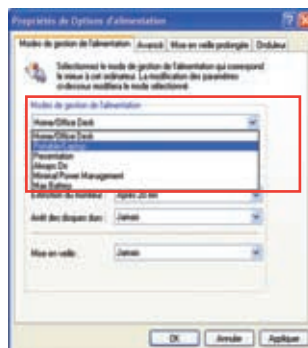 Propriétés de Options d'alimentation
Modes de gestion de l'alimentation
Avancé
Mise en veille prolongée
Onduleur
Sélectionnez le mode de gestion de l'alimentation qui correspond
le mieux à cet ordinateur. La modification des paramètres
ci-dessous modifiera le mode sélectionné.
Modes de gestion de l'alimentation
Home/Office Desk
Home/Office Desk
Portable/Laptop
Presentation
Always On
Minimal Power Management
Max Battery
Extinction du moniteur : Après 20 mn
Arrêt des disques durs : Jamais
Mise en veille : Jamais
OK
Annuler
Appliquer